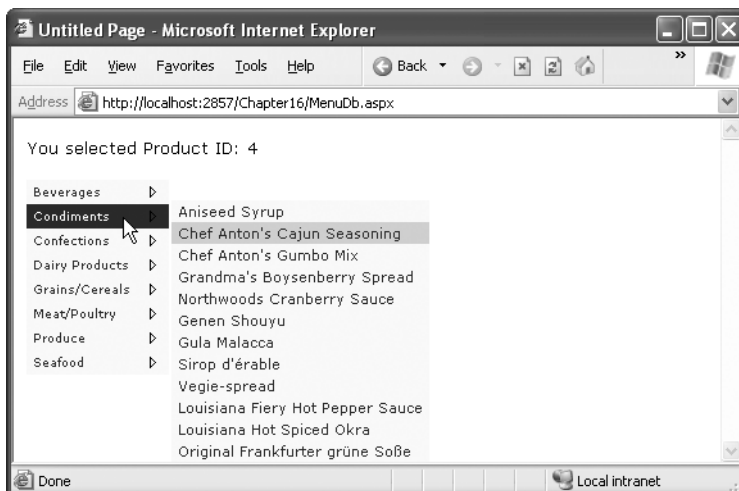 Untitled Page - Microsoft Internet Explorer
File Edit View Favorites Tools Help Back »
Address http://localhost:2857/Chapter16/MenuDb.aspx
You selected Product ID: 4
Beverages
Condiments
Confections
Dairy Products
Grains/Cereals
Meat/Poultry
Produce
Seafood
Aniseed Syrup
Chef Anton's Cajun Seasoning
Chef Anton's Gumbo Mix
Grandma's Boysenberry Spread
Northwoods Cranberry Sauce
Genen Shouyu
Gula Malacca
Sirop d'érable
Vegie-spread
Louisiana Fiery Hot Pepper Sauce
Louisiana Hot Spiced Okra
Original Frankfurter grüne Soße
Done Local intranet